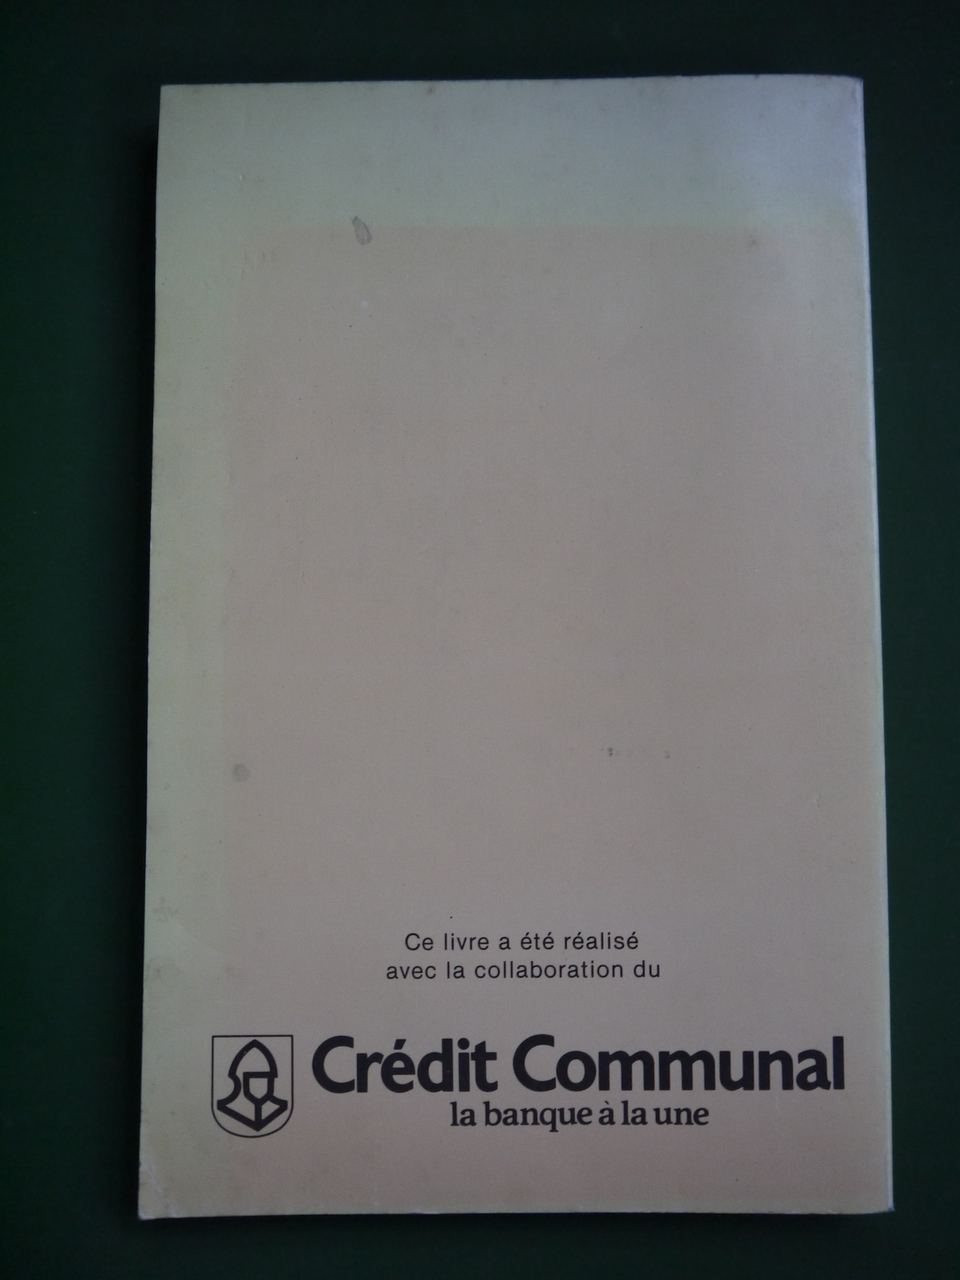 Ce livre a été réalisé
avec la collaboration du
Crédit Communal
la banque à la une